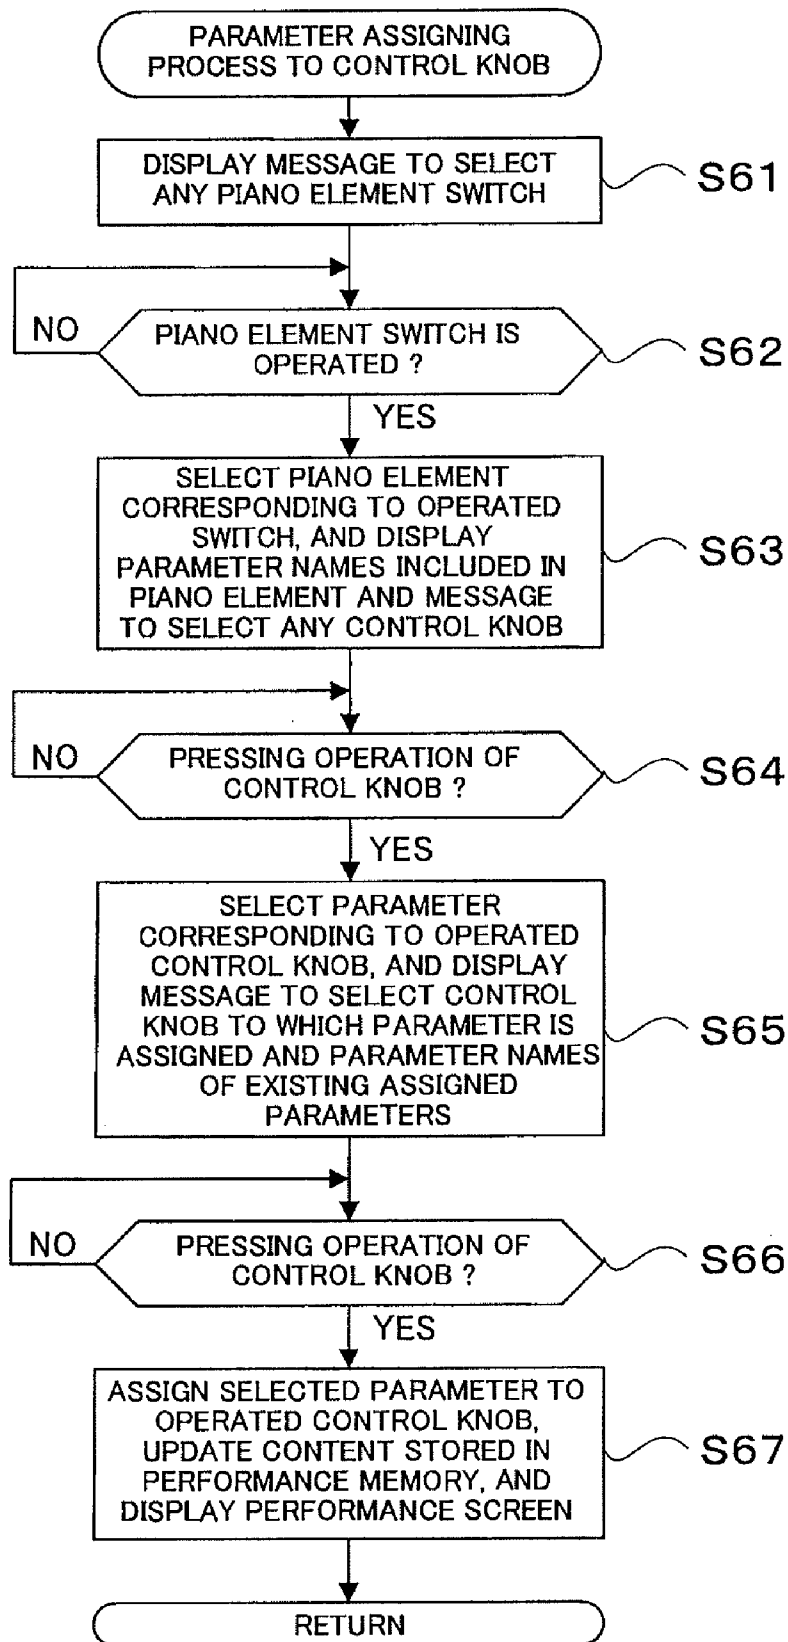 PARAMETER ASSIGNING
PROCESS TO CONTROL KNOB
DISPLAY MESSAGE TO SELECT
ANY PIANO ELEMENT SWITCH
S61
NO
PIANO ELEMENT SWITCH IS
OPERATED ?
S62
YES
SELECT PIANO ELEMENT
CORRESPONDING TO OPERATED
SWITCH, AND DISPLAY
PARAMETER NAMES INCLUDED IN
PIANO ELEMENT AND MESSAGE
TO SELECT ANY CONTROL KNOB
S63
NO
PRESSING OPERATION OF
CONTROL KNOB ?
S64
YES
SELECT PARAMETER
CORRESPONDING TO OPERATED
CONTROL KNOB, AND DISPLAY
MESSAGE TO SELECT CONTROL
KNOB TO WHICH PARAMETER IS
ASSIGNED AND PARAMETER NAMES
OF EXISTING ASSIGNED
PARAMETERS
S65
NO
PRESSING OPERATION OF
CONTROL KNOB ?
S66
YES
ASSIGN SELECTED PARAMETER TO
OPERATED CONTROL KNOB,
UPDATE CONTENT STORED IN
PERFORMANCE MEMORY, AND
DISPLAY PERFORMANCE SCREEN
S67
RETURN